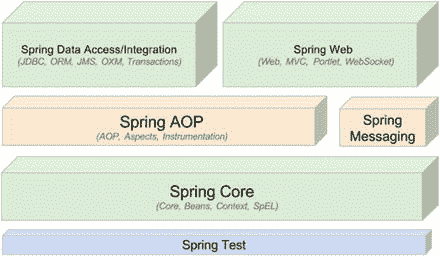 Spring Data Access/Integration
(JDBC, ORM, JMS, OXM, Transactions)
Spring Web
(Web, MVC, Portlet, WebSocket)
Spring AOP
(AOP, Aspects, Instrumentation)
Spring
Messaging
Spring Core
(Core, Beans, Context, SpEL)
Spring Test